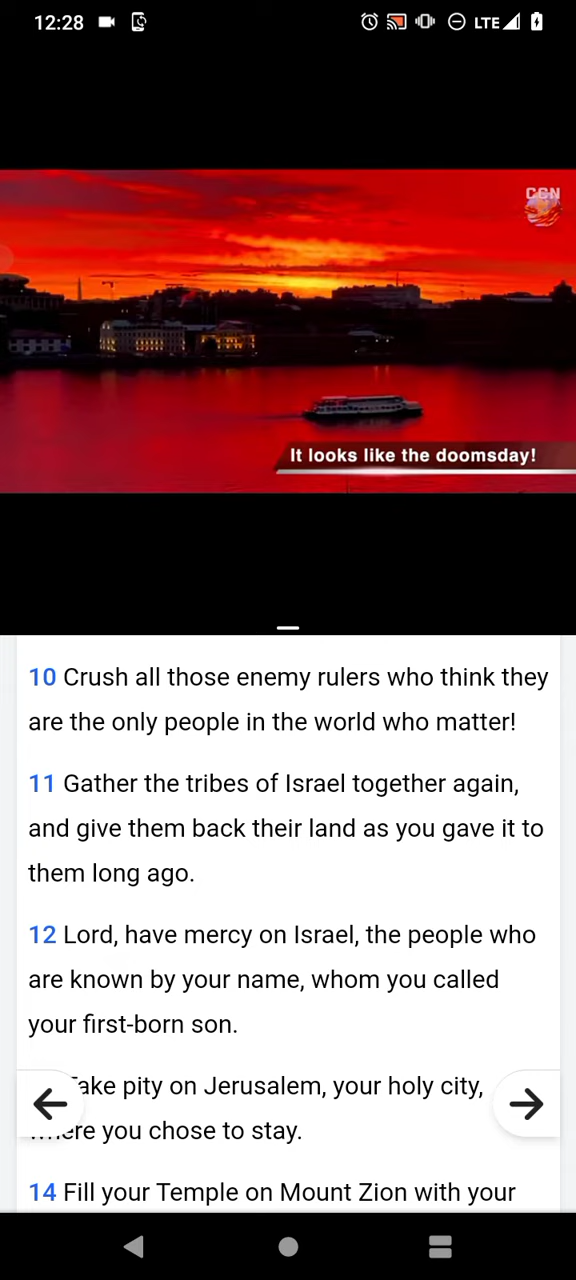 12:28
LTE
CGN
It looks like the doomsday!
10 Crush all those enemy rulers who think they
are the only people in the world who matter!
11 Gather the tribes of Israel together again,
and give them back their land as you gave it to
them long ago.
12 Lord, have mercy on Israel, the people who
are known by your name, whom you called
your first-born son.
Take pity on Jerusalem, your holy city,
where you chose to stay.
14 Fill your Temple on Mount Zion with your